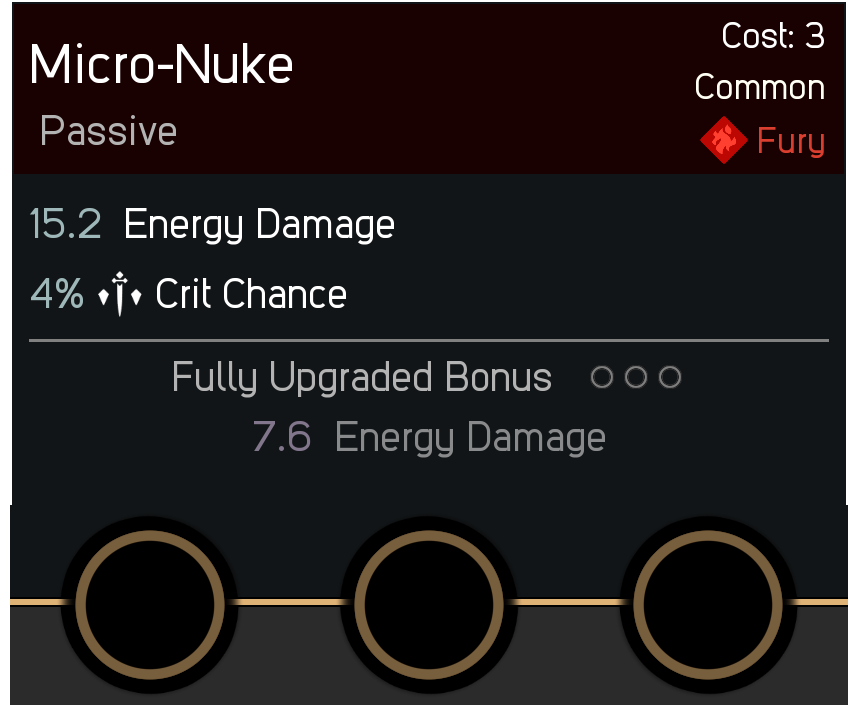 Micro-Nuke
Passive
Cost: 3
Common
Fury
15.2 Energy Damage
4% Crit Chance
Fully Upgraded Bonus
7.6 Energy Damage